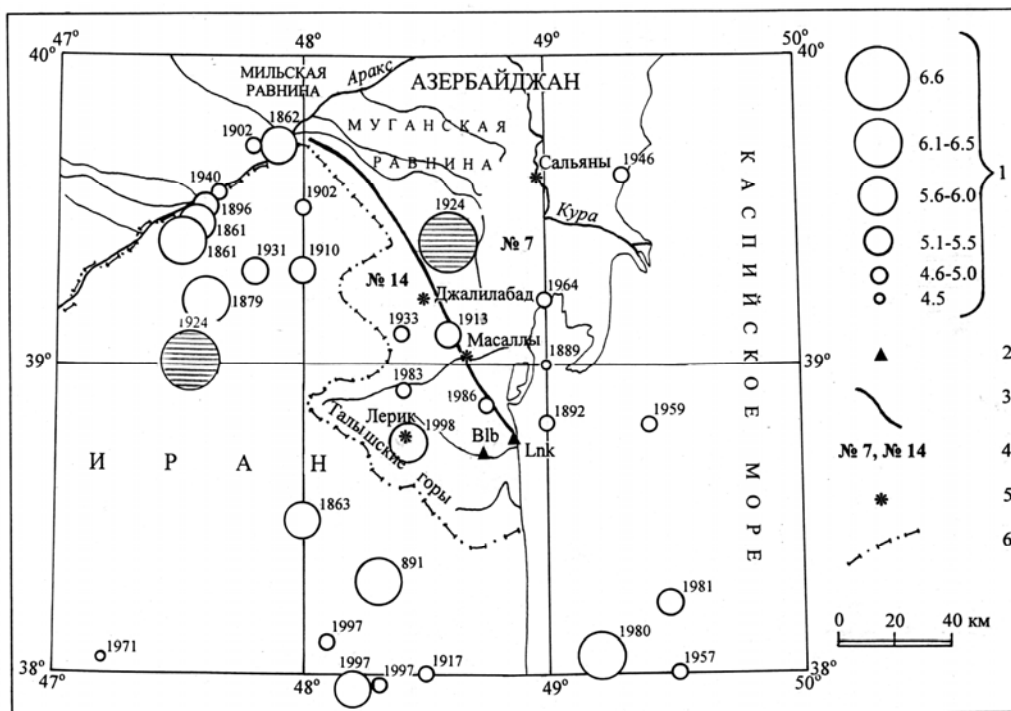 47° 48° 49° 50°
40° 40°
МИЛЬСКАЯ
РАВНИНА
Аракс
АЗЕРБАЙДЖАН
1862
1902
МУГАНСКАЯ
РАВНИНА
Сальяны
1946
1940
1896
1902
1861
1861
1924
Кура
№ 7
1931
1910
1879
№ 14
1964
Джалилабад
1924
1933
1913
Масаллы
39° 39°
1889
1983
1986
1892
1959
Лерик
1998
Blb
Lnk
Талышские горы
ИРАН
КАСПИЙСКОЕ МОРЕ
1863
891
1981
1997
1980
1971
1997
1997
1917
1957
38° 38°
47° 48° 49° 50°
6.6
6.1-6.5
5.6-6.0
5.1-5.5
4.6-5.0
4.5
1
2
3
№ 7, № 14 4
5
6
0 20 40 км